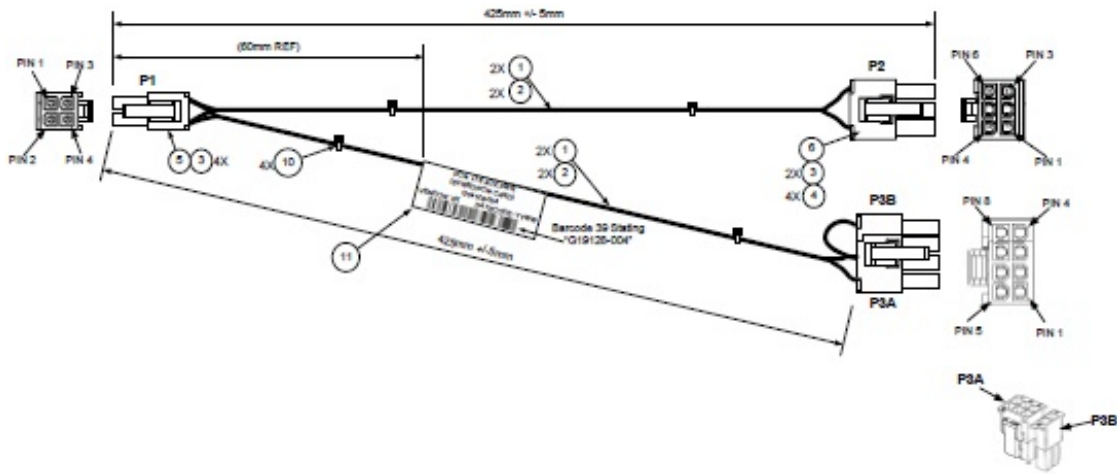 425mm +/- 5mm
(60mm REF)
PIN 1
PIN 3
P1
2X 1
2X 2
P2
PIN 6
PIN 3
PIN 2
PIN 4
5 3 4X
4X 10
2X 1
2X 2
6
2X 3
4X 4
PIN 4
PIN 1
P3B
PIN 8
PIN 4
Barcode 39 Stating
"G19128-004"
11
425mm +/-5mm
P3A
PIN 5
PIN 1
P3A
P3B